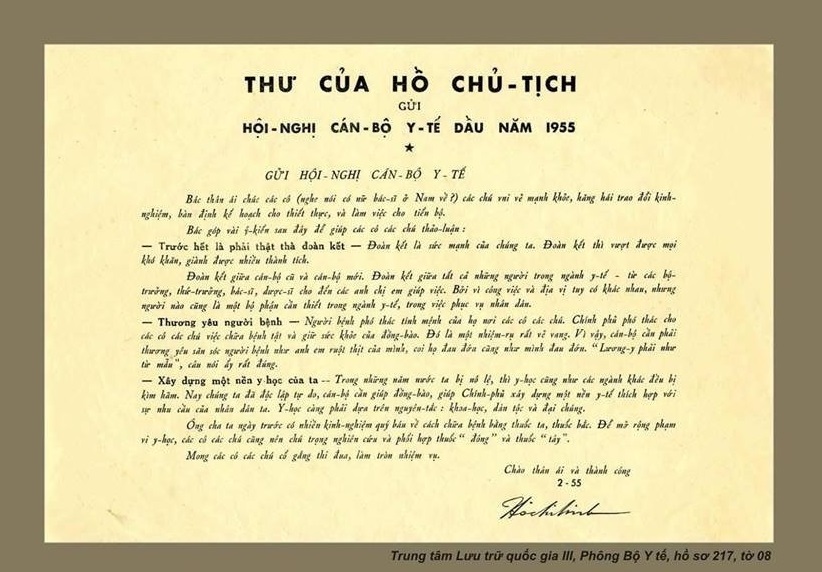 THƯ CỦA HỒ CHỦ-TỊCH
GỬI
HỘI-NGHỊ CÁN-BỘ Y-TẾ DẦU NĂM 1955
GỬI HỘI-NGHỊ CÁN-BỘ Y-TẾ
Bác thân ái chúc các cô (nghe nói có nữ bác-sĩ ở Nam về?) các chú vui vẻ mạnh khỏe, hăng hái trao đổi kinh-
nghiệm, bàn định kế hoạch cho thiết thực, và làm việc cho tiến bộ.
Bác góp vài ý-kiến sau đây để giúp các cô các chú thảo-luận :
— Trước hết là phải thật thà đoàn kết — Đoàn kết là sức mạnh của chúng ta. Đoàn kết thì vượt được mọi
khó khăn, giành được nhiều thành tích.
Đoàn kết giữa cán-bộ cũ và cán-bộ mới. Đoàn kết giữa tất cả những người trong ngành y-tế - từ các bộ-
trưởng, thứ-trưởng, bác-sĩ, dược-sĩ cho đến các anh chị em giúp việc. Bởi vì công việc và địa vị tuy có khác nhau, nhưng
người nào cũng là một bộ phận cần thiết trong ngành y-tế, trong việc phục vụ nhân dân.
— Thương yêu người bệnh — Người bệnh phó thác tính mệnh của họ nơi các cô các chú. Chính phủ phó thác cho
các cô các chú việc chữa bệnh tật và giữ sức khỏe của đồng-bào. Đó là một nhiệm-vụ rất vẻ vang. Vì vậy, cán-bộ cần phải
thương yêu săn sóc người bệnh như anh em ruột thịt của mình, coi họ đau đớn cũng như mình đau đớn. “Lương-y phải như
từ mẫu”, câu nói ấy rất đúng.
— Xây dựng một nền y-học của ta -- Trong những năm nước ta bị nô lệ, thì y-học cũng như các ngành khác đều bị
kìm hãm. Nay chúng ta đã độc lập tự do, cán-bộ cần giúp đồng-bào, giúp Chính-phủ xây dựng một nền y-tế thích hợp với
sự nhu cầu của nhân dân ta. Y-học càng phải dựa trên nguyên-tắc : khoa-học, dân tộc và đại chúng.
Ông cha ta ngày trước có nhiều kinh-nghiệm quý báu về cách chữa bệnh bằng thuốc ta, thuốc bắc. Để mở rộng phạm
vi y-học, các cô các chú cũng nên chú trọng nghiên cứu và phối hợp thuốc “ đông” và thuốc “tây”.
Mong các cô các chú cố gắng thi đua, làm tròn nhiệm vụ.
Chào thân ái và thành công
2 - 55
Hồ Chí Minh
Trung tâm Lưu trữ quốc gia III, Phông Bộ Y tế, hồ sơ 217, tờ 08